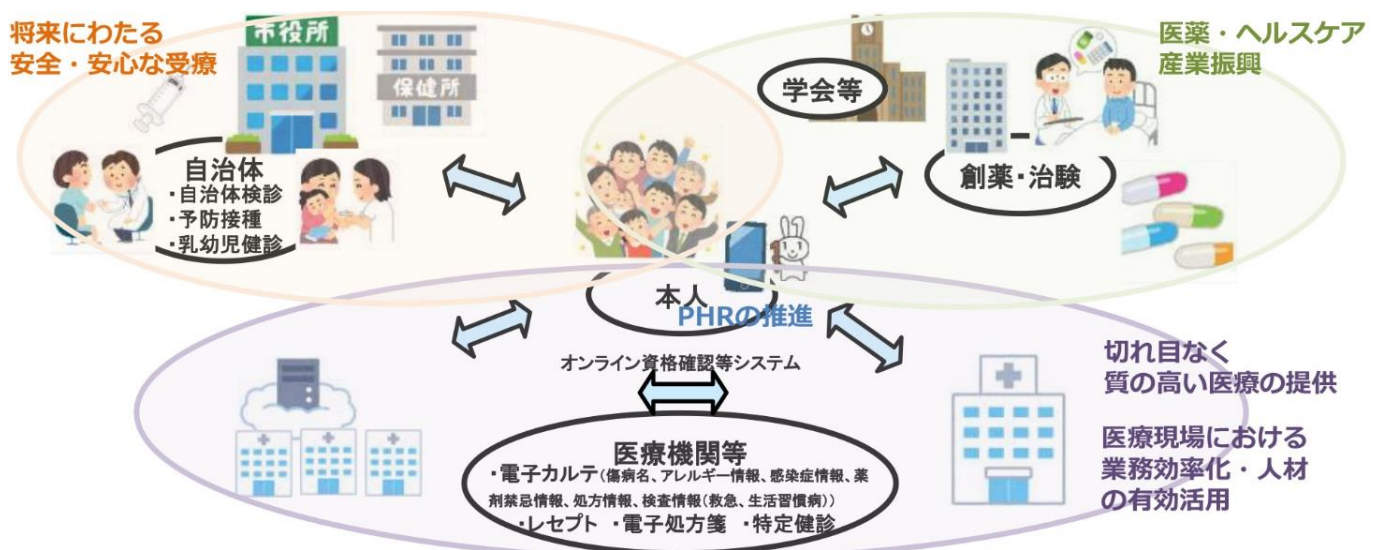 将来にわたる
安全・安心な受療
市役所
保健所
自治体
・自治体検診
・予防接種
・乳幼児健診
学会等
医薬・ヘルスケア
産業振興
創薬・治験
本人
PHRの推進
オンライン資格確認等システム
医療機関等
・電子カルテ(傷病名、アレルギー情報、感染症情報、薬
剤禁忌情報、処方情報、検査情報(救急、生活習慣病))
・レセプト ・電子処方箋 ・特定健診
切れ目なく
質の高い医療の提供
医療現場における
業務効率化・人材
の有効活用